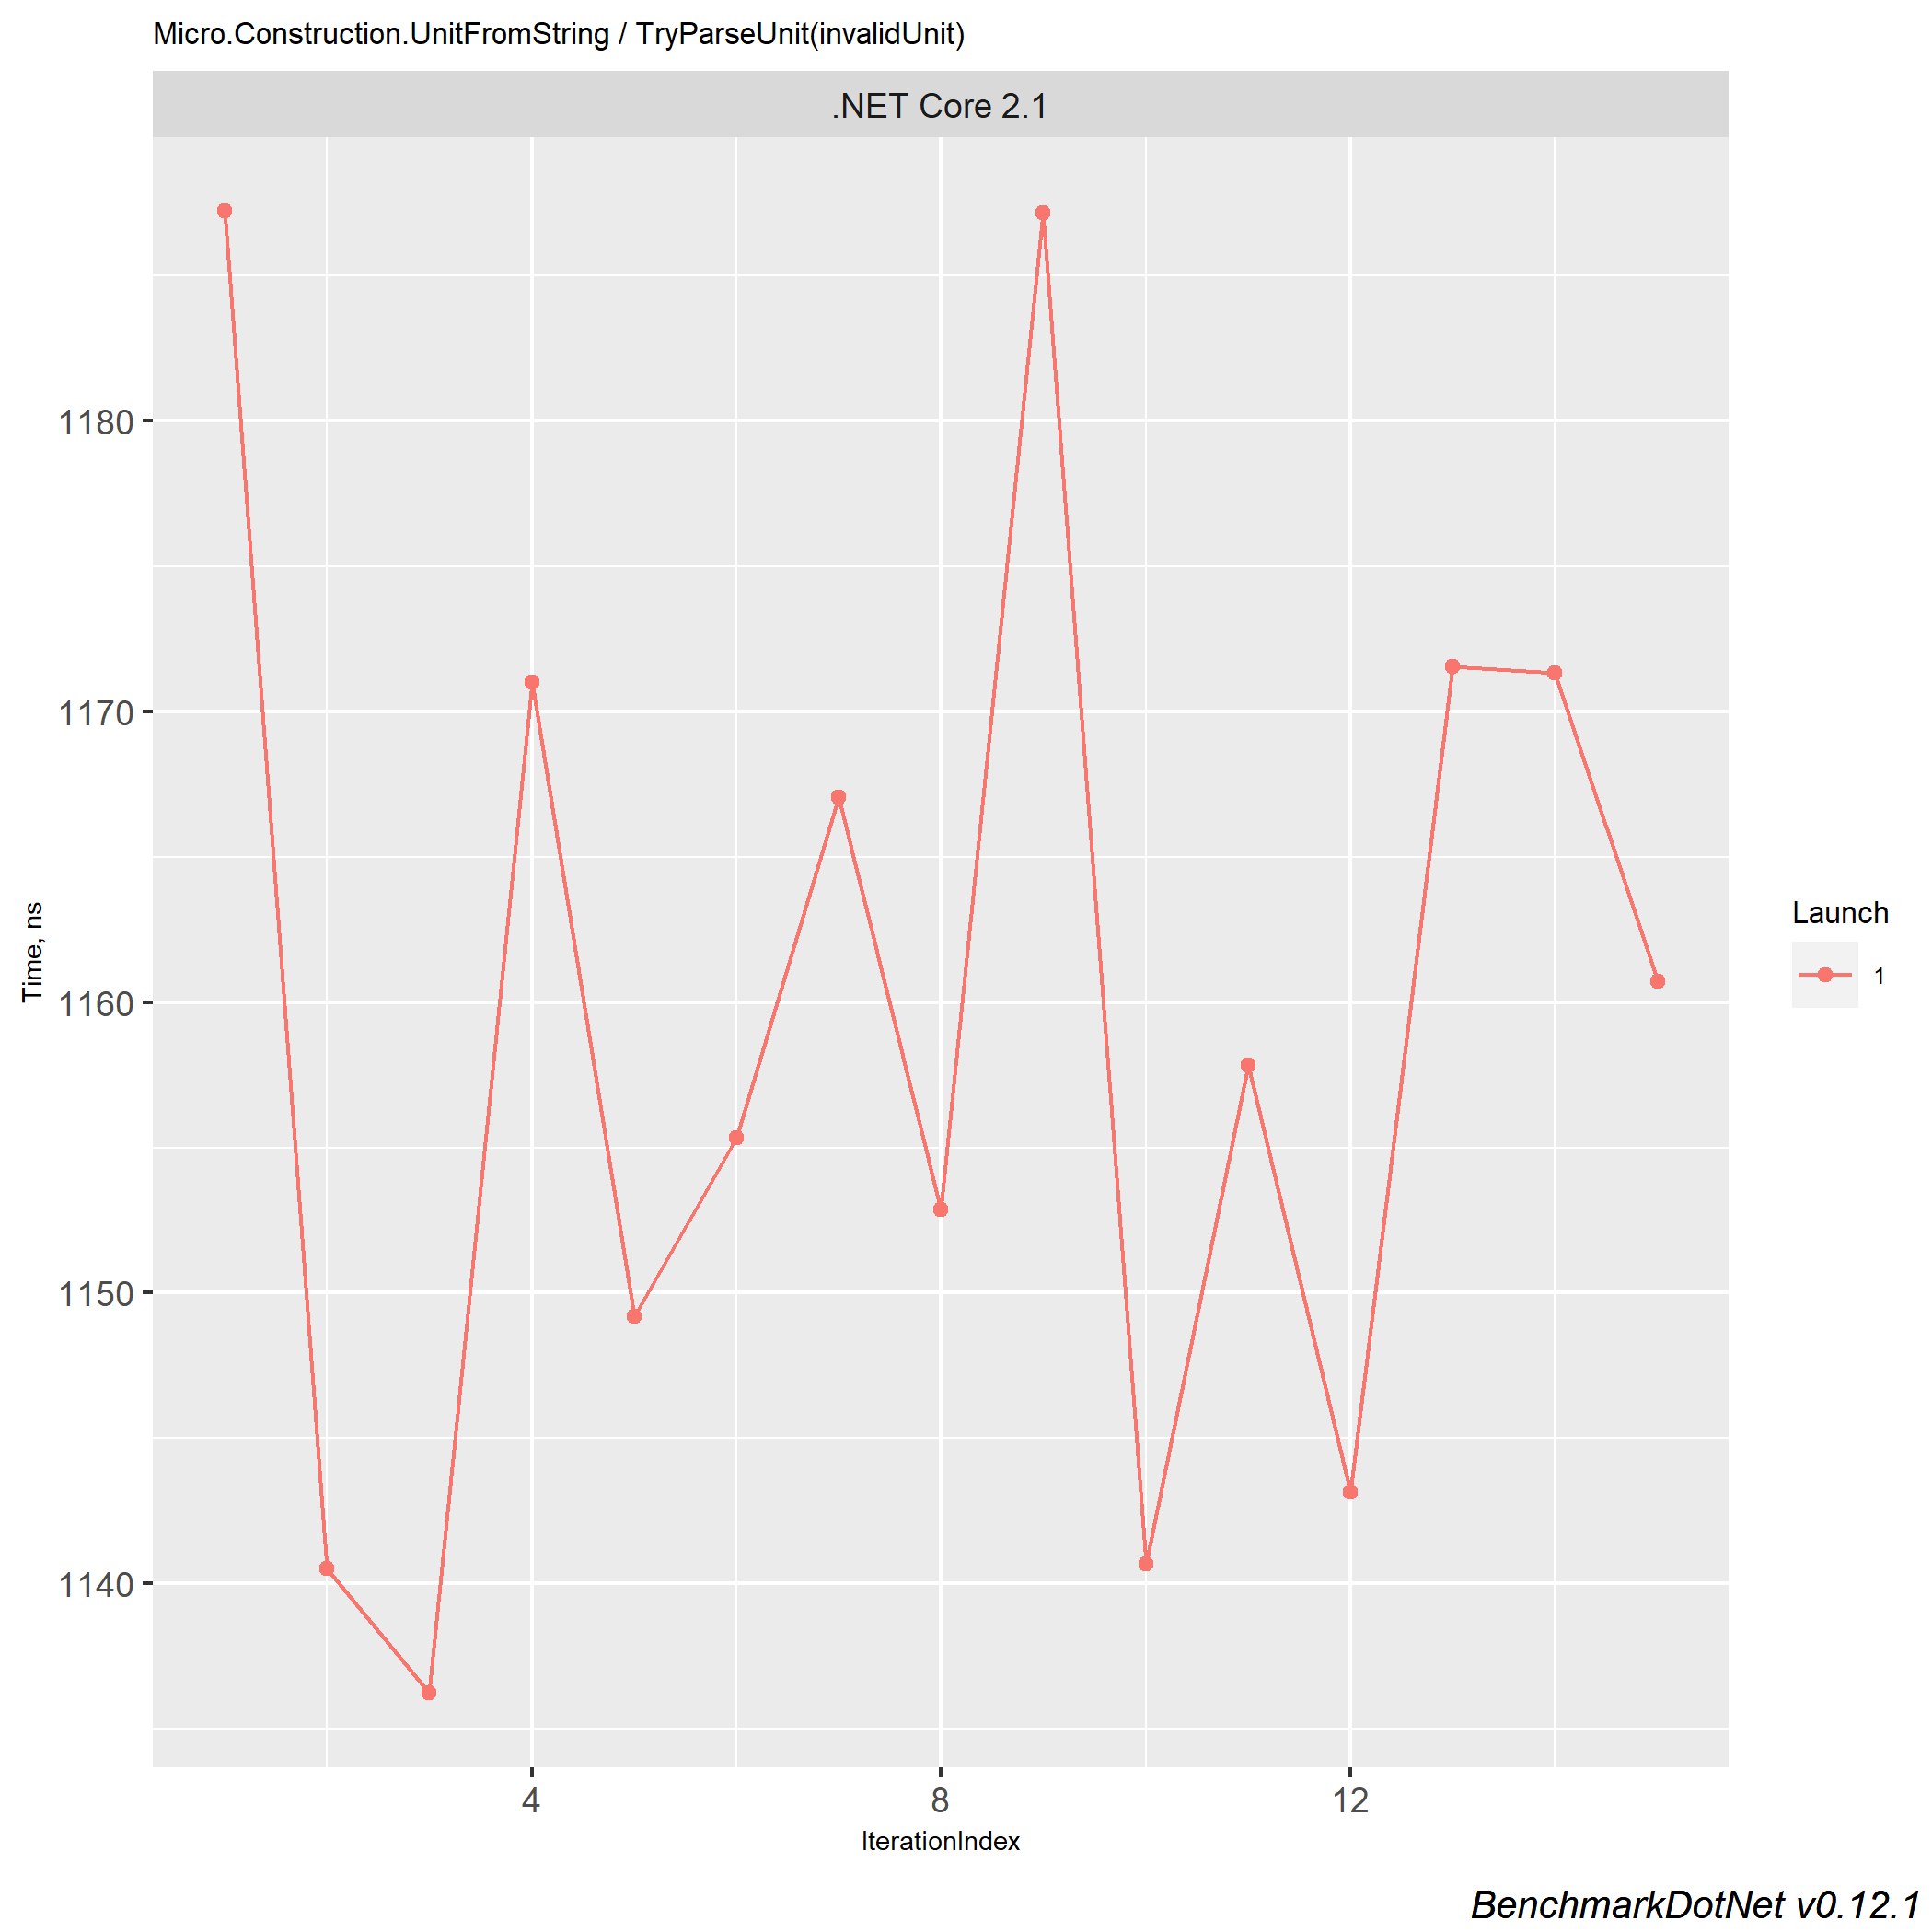 Micro.Construction.UnitFromString / TryParseUnit(invalidUnit)
.NET Core 2.1
1180
1170
1160
1150
1140
Time, ns
4
8
12
IterationIndex
Launch
1
BenchmarkDotNet v0.12.1